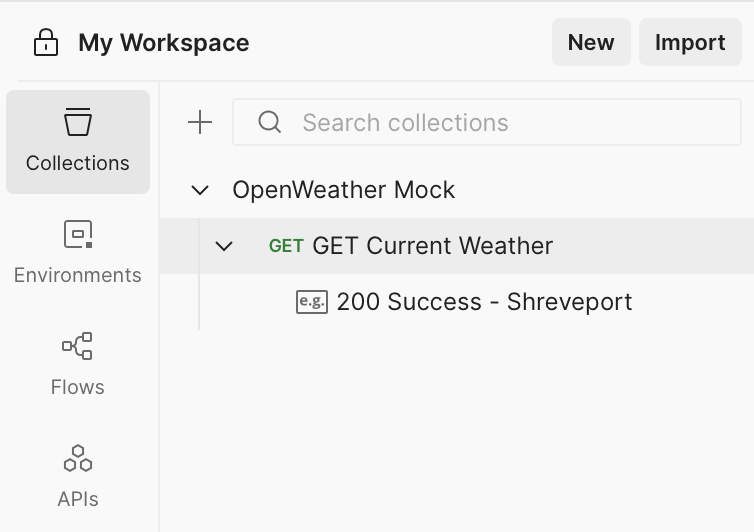 My Workspace
New
Import
Collections
Environments
Flows
APIs
Search collections
OpenWeather Mock
GET GET Current Weather
e.g. 200 Success - Shreveport